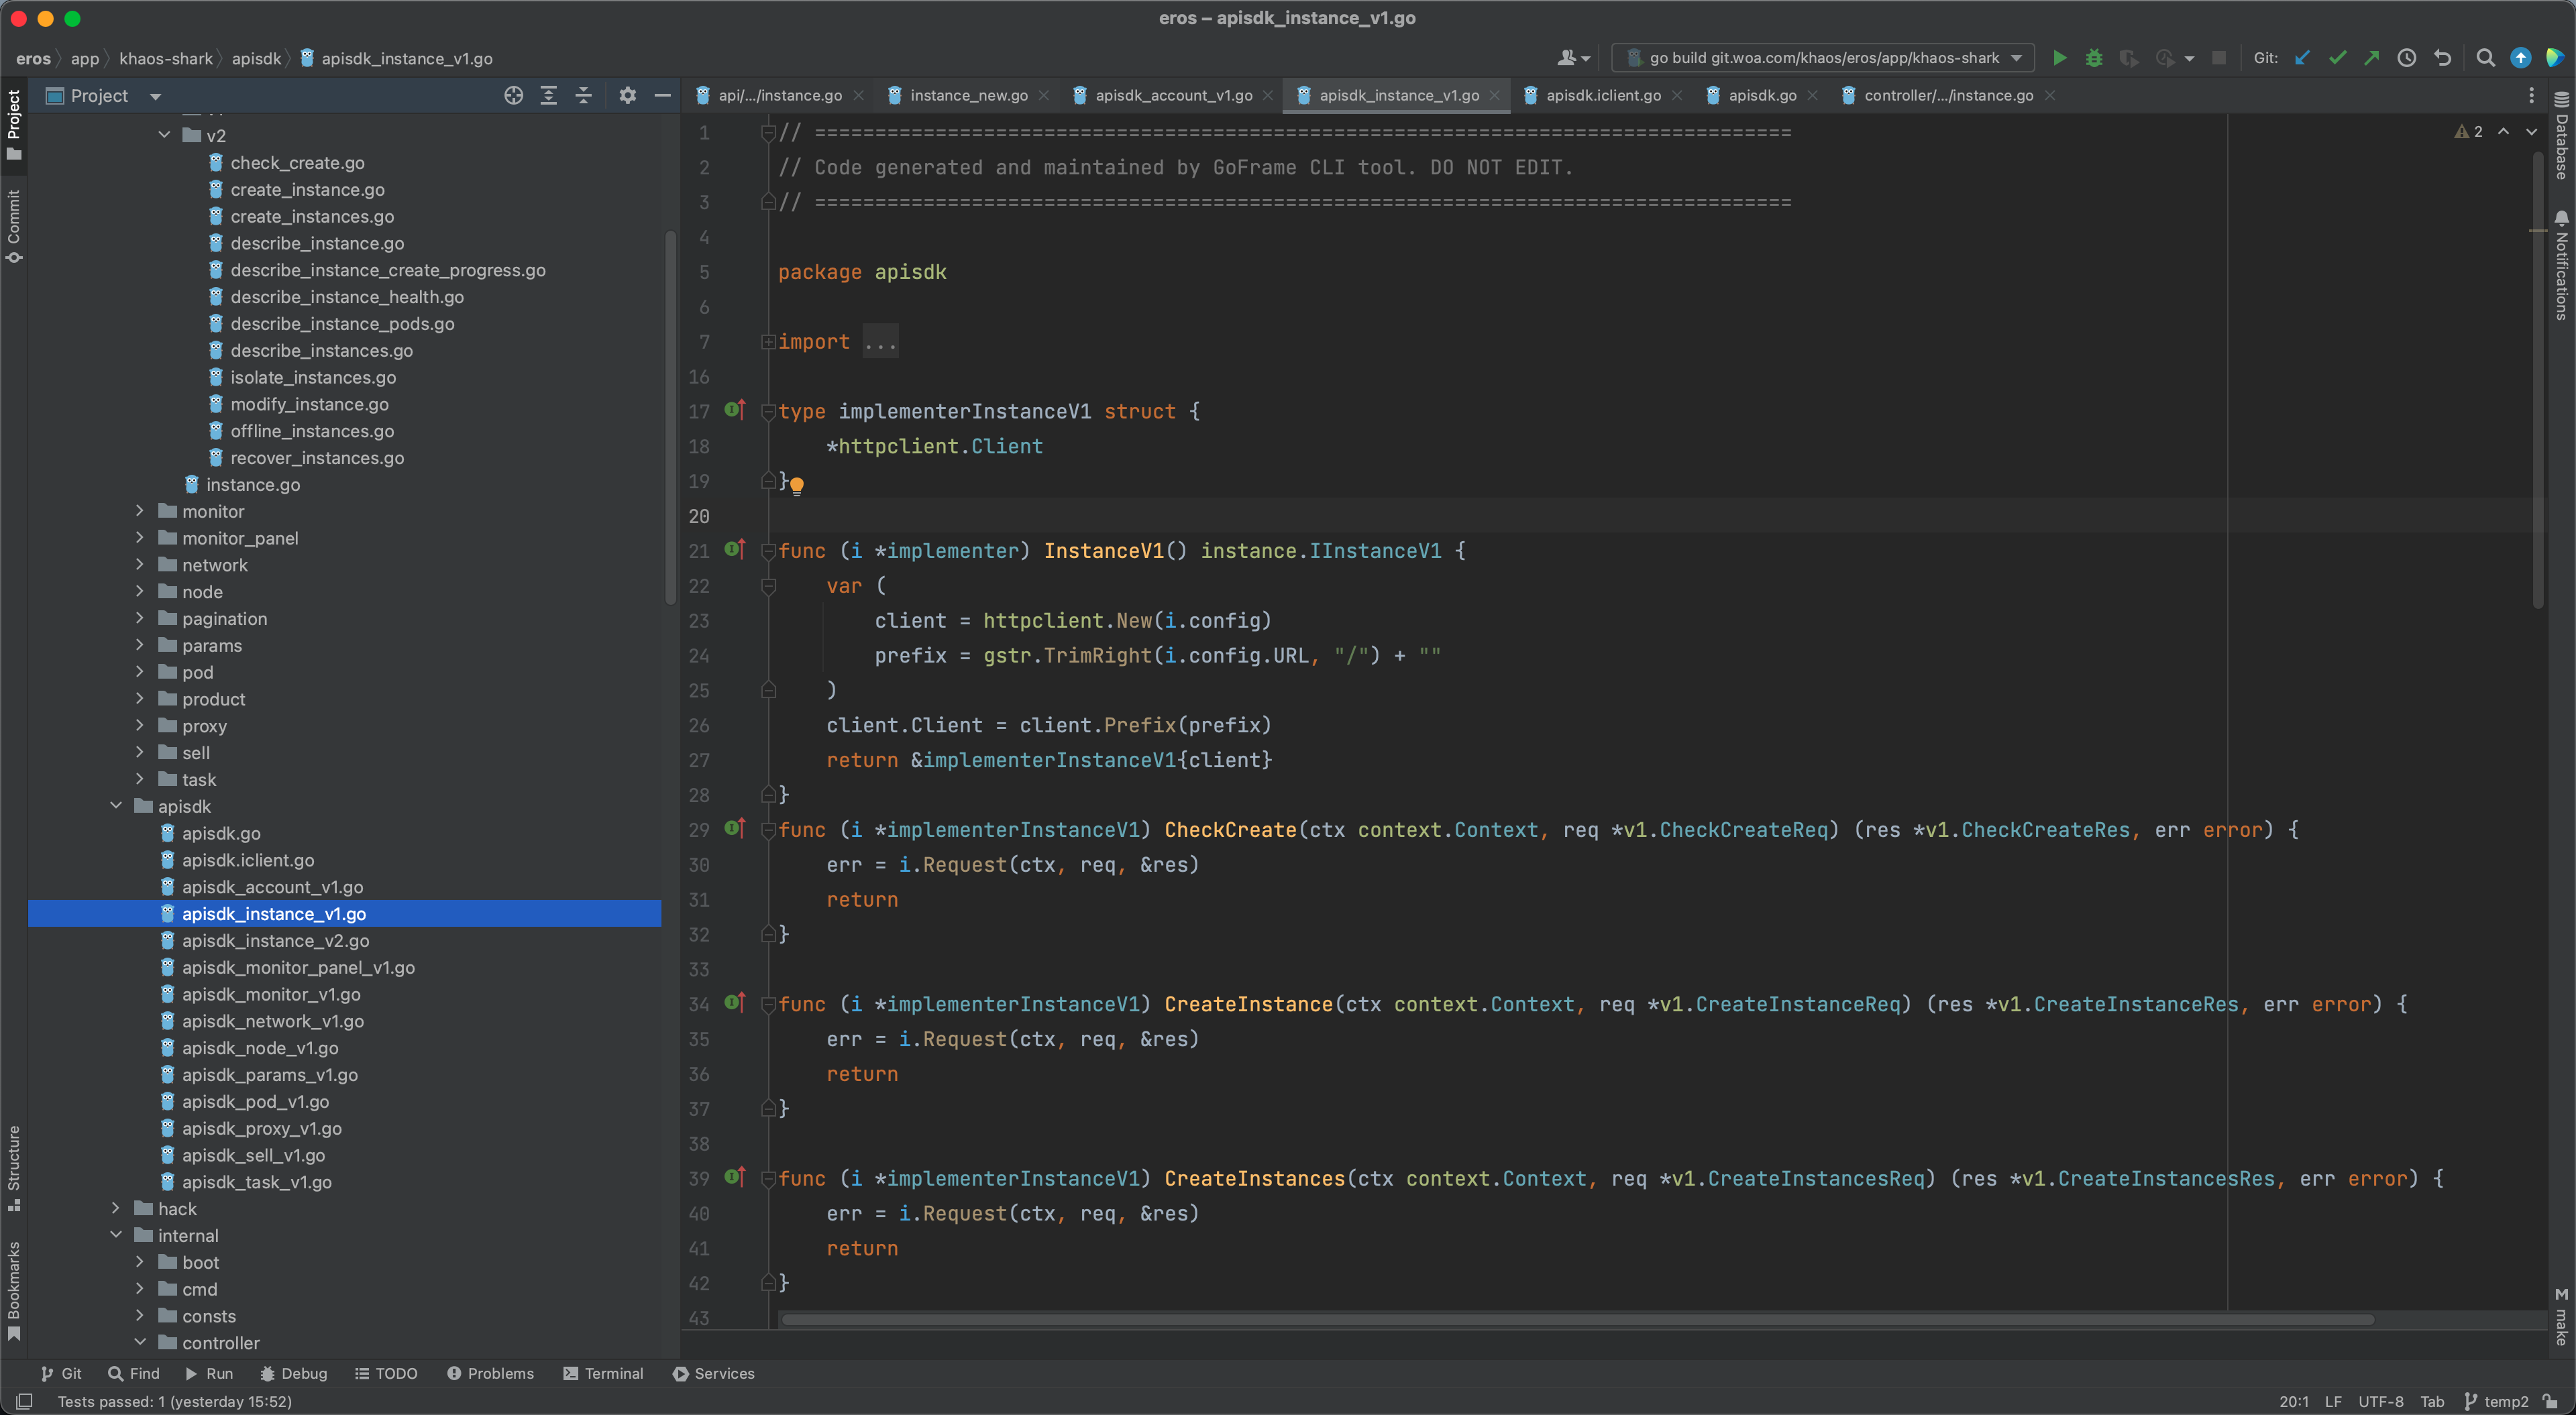 eros – apisdk_instance_v1.go
eros app khaos-shark apisdk apisdk_instance_v1.go
go build git.woa.com/khaos/eros/app/khaos-shark
Git:
Project
api/.../instance.go
instance_new.go
apisdk_account_v1.go
apisdk_instance_v1.go
apisdk.iclient.go
apisdk.go
controller/.../instance.go
Project
Commit
Structure
Bookmarks
v2
check_create.go
create_instance.go
create_instances.go
describe_instance.go
describe_instance_create_progress.go
describe_instance_health.go
describe_instance_pods.go
describe_instances.go
isolate_instances.go
modify_instance.go
offline_instances.go
recover_instances.go
instance.go
monitor
monitor_panel
network
node
pagination
params
pod
product
proxy
sell
task
apisdk
apisdk.go
apisdk.iclient.go
apisdk_account_v1.go
apisdk_instance_v1.go
apisdk_instance_v2.go
apisdk_monitor_panel_v1.go
apisdk_monitor_v1.go
apisdk_network_v1.go
apisdk_node_v1.go
apisdk_params_v1.go
apisdk_pod_v1.go
apisdk_proxy_v1.go
apisdk_sell_v1.go
apisdk_task_v1.go
hack
internal
boot
cmd
consts
controller
1 // =================================================================================
2 // Code generated and maintained by GoFrame CLI tool. DO NOT EDIT.
3 // =================================================================================
4
5 package apisdk
6
7 import ...
16
17 type implementerInstanceV1 struct {
18 *httpclient.Client
19 }
20
21 func (i *implementer) InstanceV1() instance.IInstanceV1 {
22 var (
23 client = httpclient.New(i.config)
24 prefix = gstr.TrimRight(i.config.URL, "/") + ""
25 )
26 client.Client = client.Prefix(prefix)
27 return &implementerInstanceV1{client}
28 }
29 func (i *implementerInstanceV1) CheckCreate(ctx context.Context, req *v1.CheckCreateReq) (res *v1.CheckCreateRes, err error) {
30 err = i.Request(ctx, req, &res)
31 return
32 }
33
34 func (i *implementerInstanceV1) CreateInstance(ctx context.Context, req *v1.CreateInstanceReq) (res *v1.CreateInstanceRes, err error) {
35 err = i.Request(ctx, req, &res)
36 return
37 }
38
39 func (i *implementerInstanceV1) CreateInstances(ctx context.Context, req *v1.CreateInstancesReq) (res *v1.CreateInstancesRes, err error) {
40 err = i.Request(ctx, req, &res)
41 return
42 }
43
2
Database
Notifications
M make
Git Find Run Debug TODO Problems Terminal Services
Tests passed: 1 (yesterday 15:52)
20:1 LF UTF-8 Tab temp2